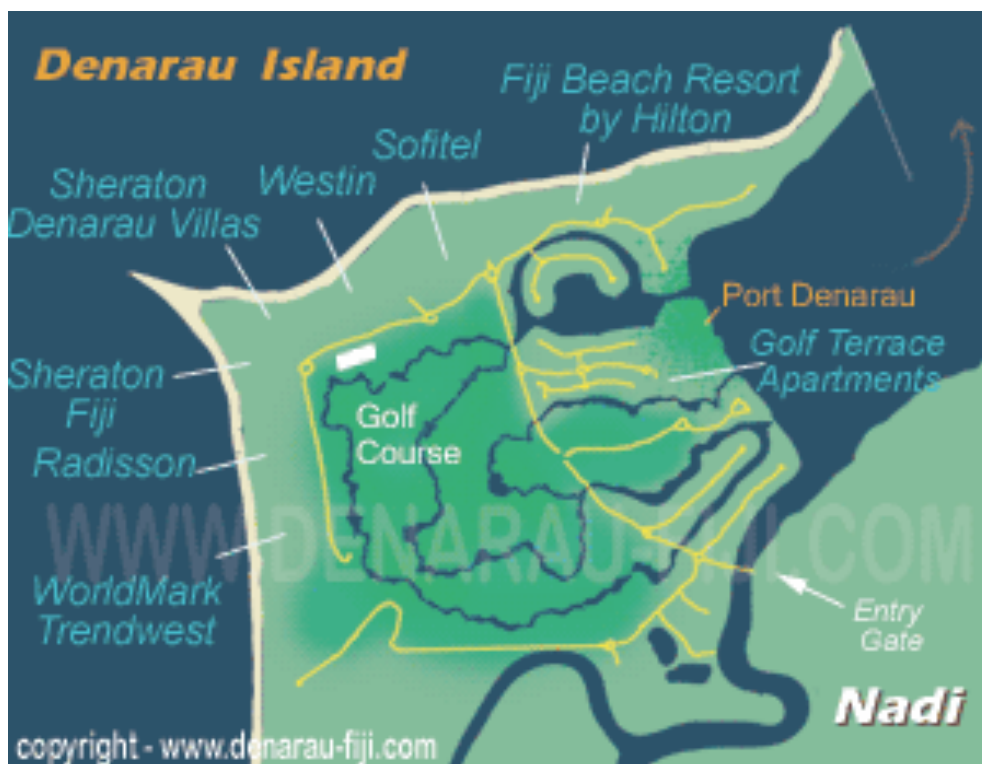 Denarau Island
Fiji Beach Resort
by Hilton
Sofitel
Westin
Sheraton
Denarau Villas
Port Denarau
Golf Terrace
Apartments
Sheraton
Fiji
Golf
Course
Radisson
WWW.DENARAU-FIJI.COM
WorldMark
Trendwest
Entry
Gate
Nadi
copyright - www.denarau-fiji.com